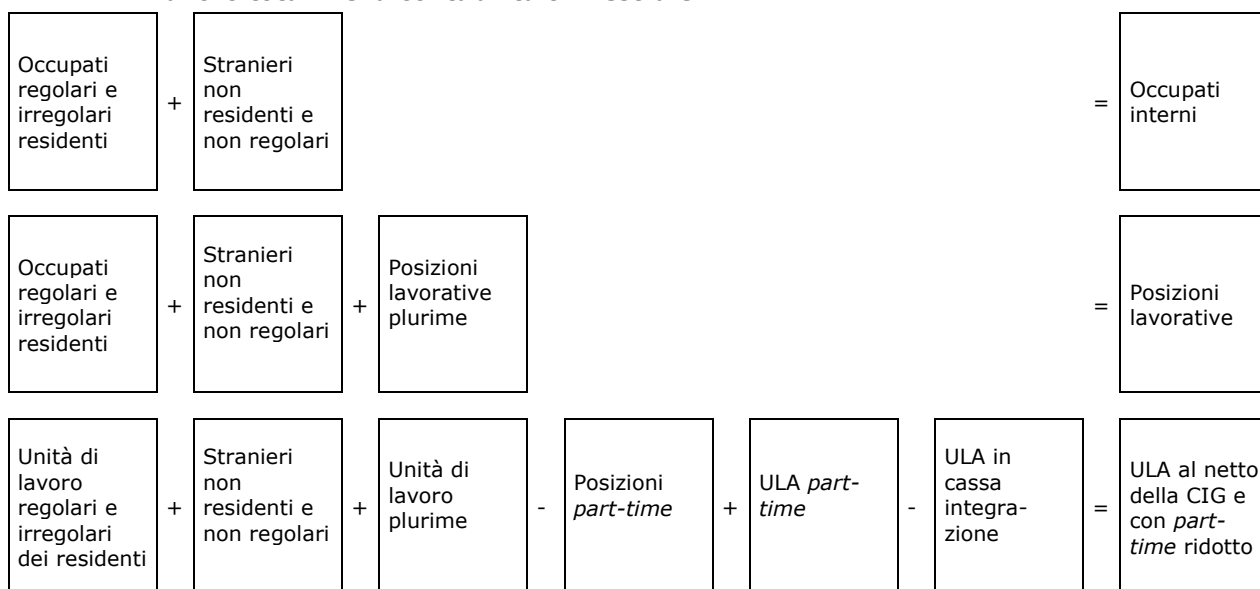 Occupati
regolari e
irregolari
residenti
+
Stranieri
non
residenti e
non regolari
=
Occupati
interni
Occupati
regolari e
irregolari
residenti
+
Stranieri
non
residenti e
non regolari
+
Posizioni
lavorative
plurime
=
Posizioni
lavorative
Unità di
lavoro
regolari e
irregolari
dei residenti
+
Stranieri
non
residenti e
non regolari
+
Unità di
lavoro
plurime
-
Posizioni
part-time
+
ULA part-
time
-
ULA in
cassa
integra-
zione
=
ULA al netto
della CIG e
con part-
time ridotto